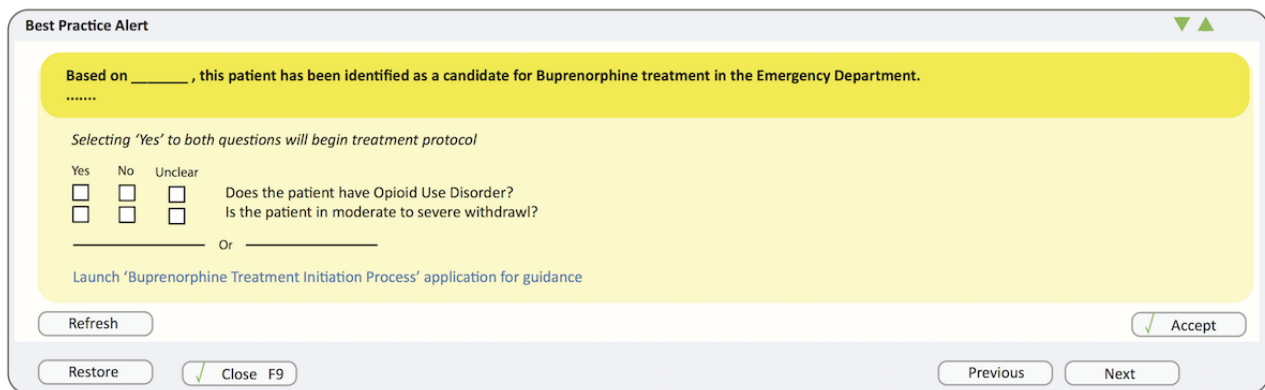 Best Practice Alert
Based on _______ , this patient has been identified as a candidate for Buprenorphine treatment in the Emergency Department.
.......
Selecting 'Yes' to both questions will begin treatment protocol
Yes No Unclear
Does the patient have Opioid Use Disorder?
Is the patient in moderate to severe withdrawl?
Or
Launch 'Buprenorphine Treatment Initiation Process' application for guidance
Refresh
√ Accept
Restore √ Close F9 Previous Next